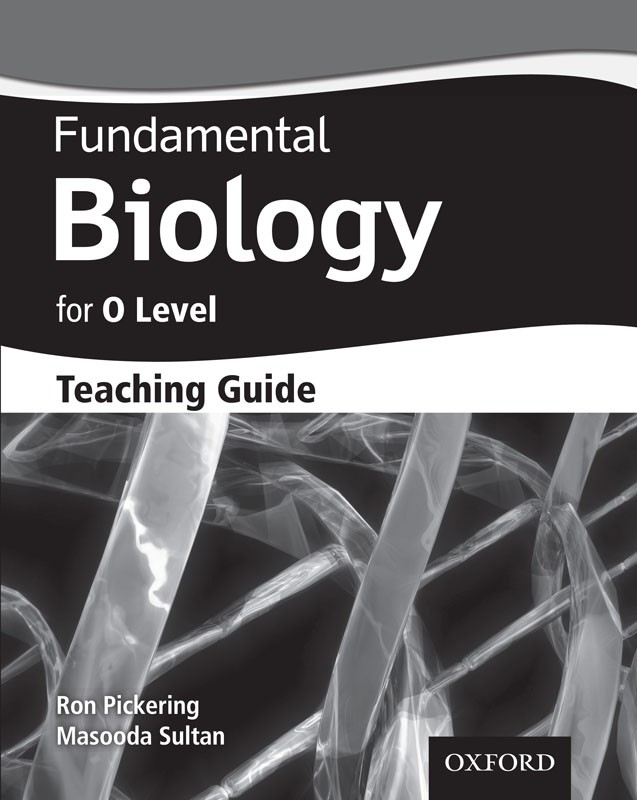 Fundamental
Biology
for O Level
Teaching Guide
Ron Pickering
Masooda Sultan
OXFORD